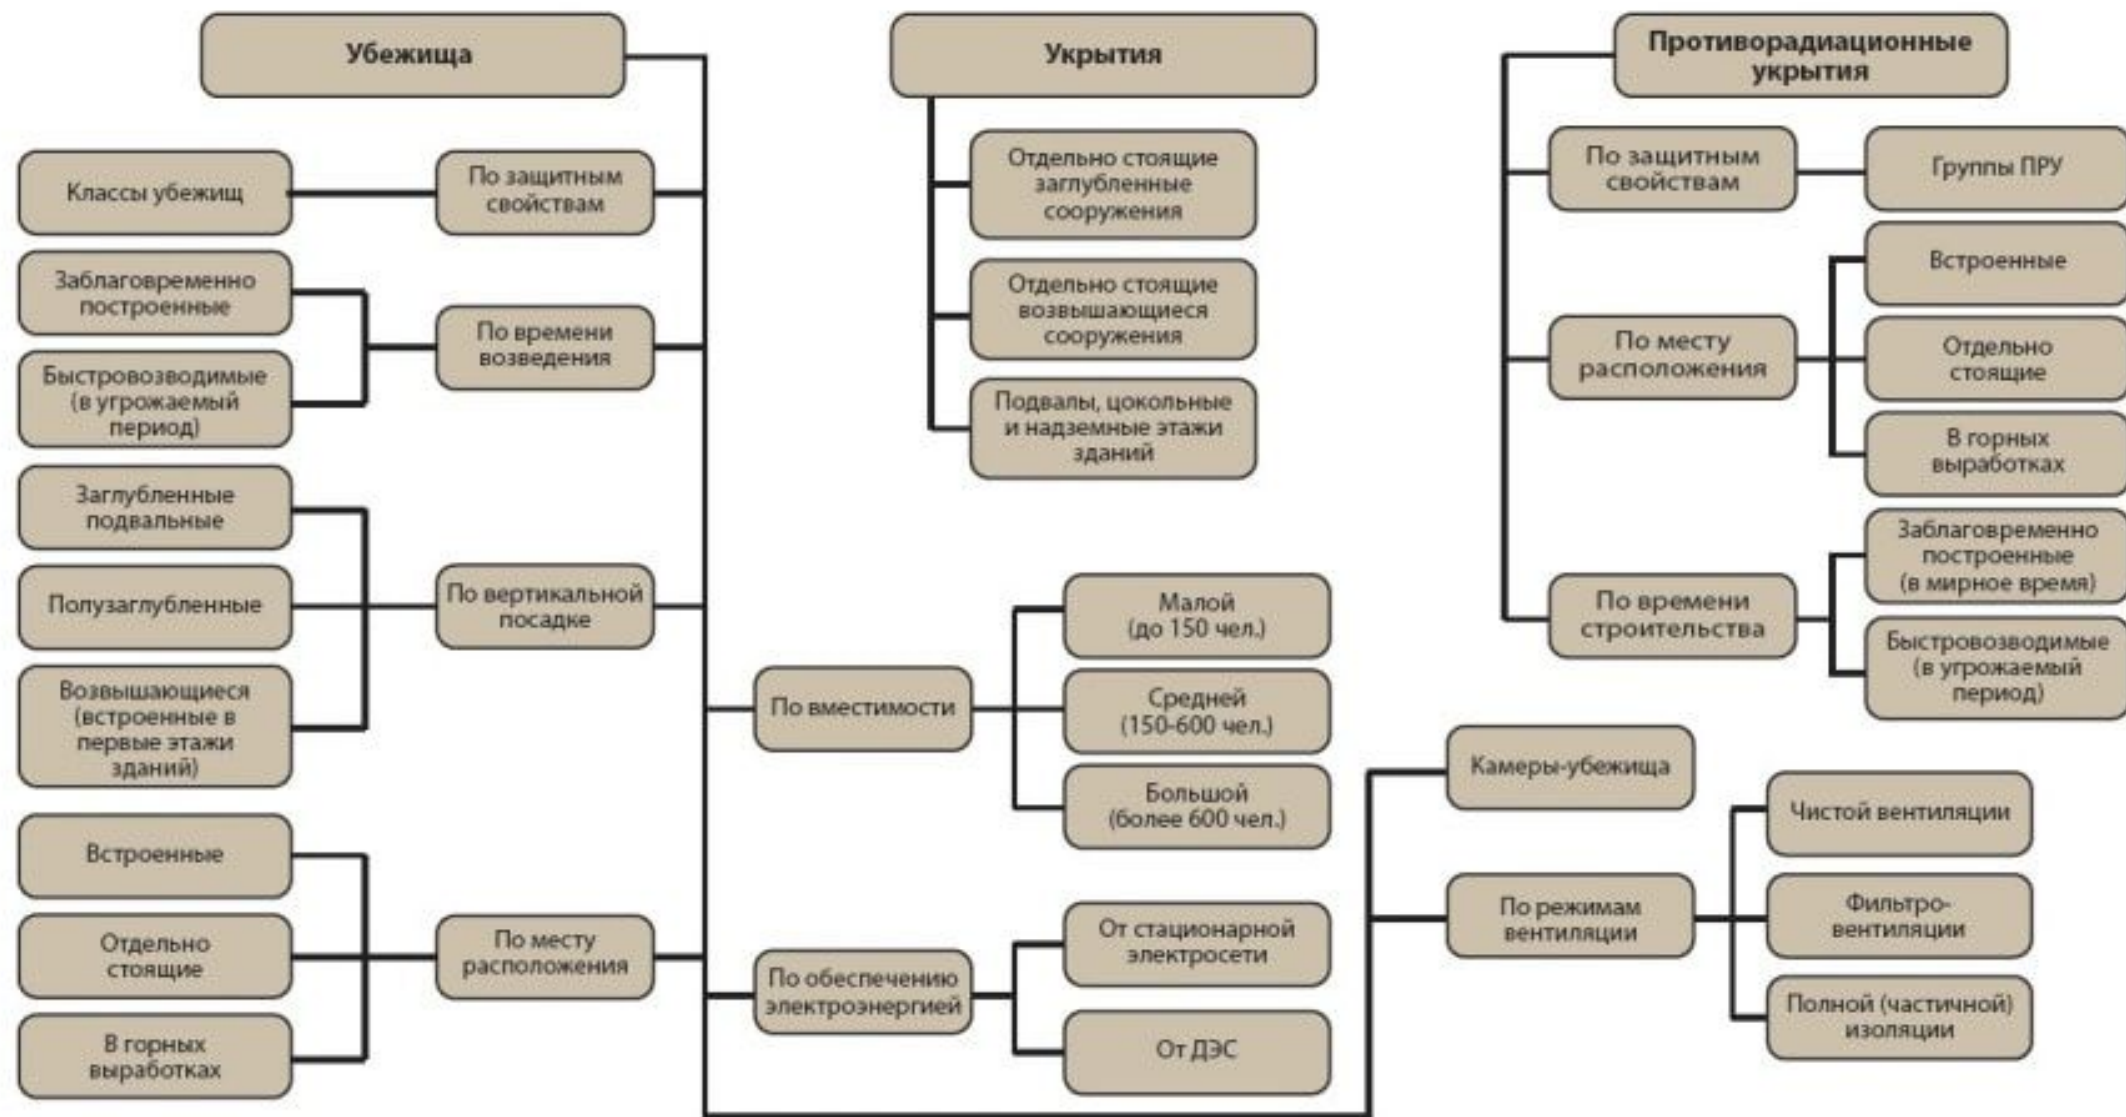 Убежища
Классы убежищ
По защитным
свойствам
Заблаговременно
построенные
Быстровозводимые
(в угрожаемый
период)
По времени
возведения
Заглубленные
подвальные
Полузаглубленные
Возвышающиеся
(встроенные в
первые этажи
зданий)
По вертикальной
посадке
Встроенные
Отдельно
стоящие
В горных
выработках
По месту
расположения
По вместимости
Малой
(до 150 чел.)
Средней
(150-600 чел.)
Большой
(более 600 чел.)
По обеспечению
электроэнергией
От стационарной
электросети
От ДЭС
Камеры-убежища
По режимам
вентиляции
Чистой вентиляции
Фильтро-
вентиляции
Полной (частичной)
изоляции
Укрытия
Отдельно стоящие
заглубленные
сооружения
Отдельно стоящие
возвышающиеся
сооружения
Подвалы, цокольные
и надземные этажи
зданий
Противорадиационные
укрытия
По защитным
свойствам
Группы ПРУ
По месту
расположения
Встроенные
Отдельно
стоящие
В горных
выработках
По времени
строительства
Заблаговременно
построенные
(в мирное время)
Быстровозводимые
(в угрожаемый
период)